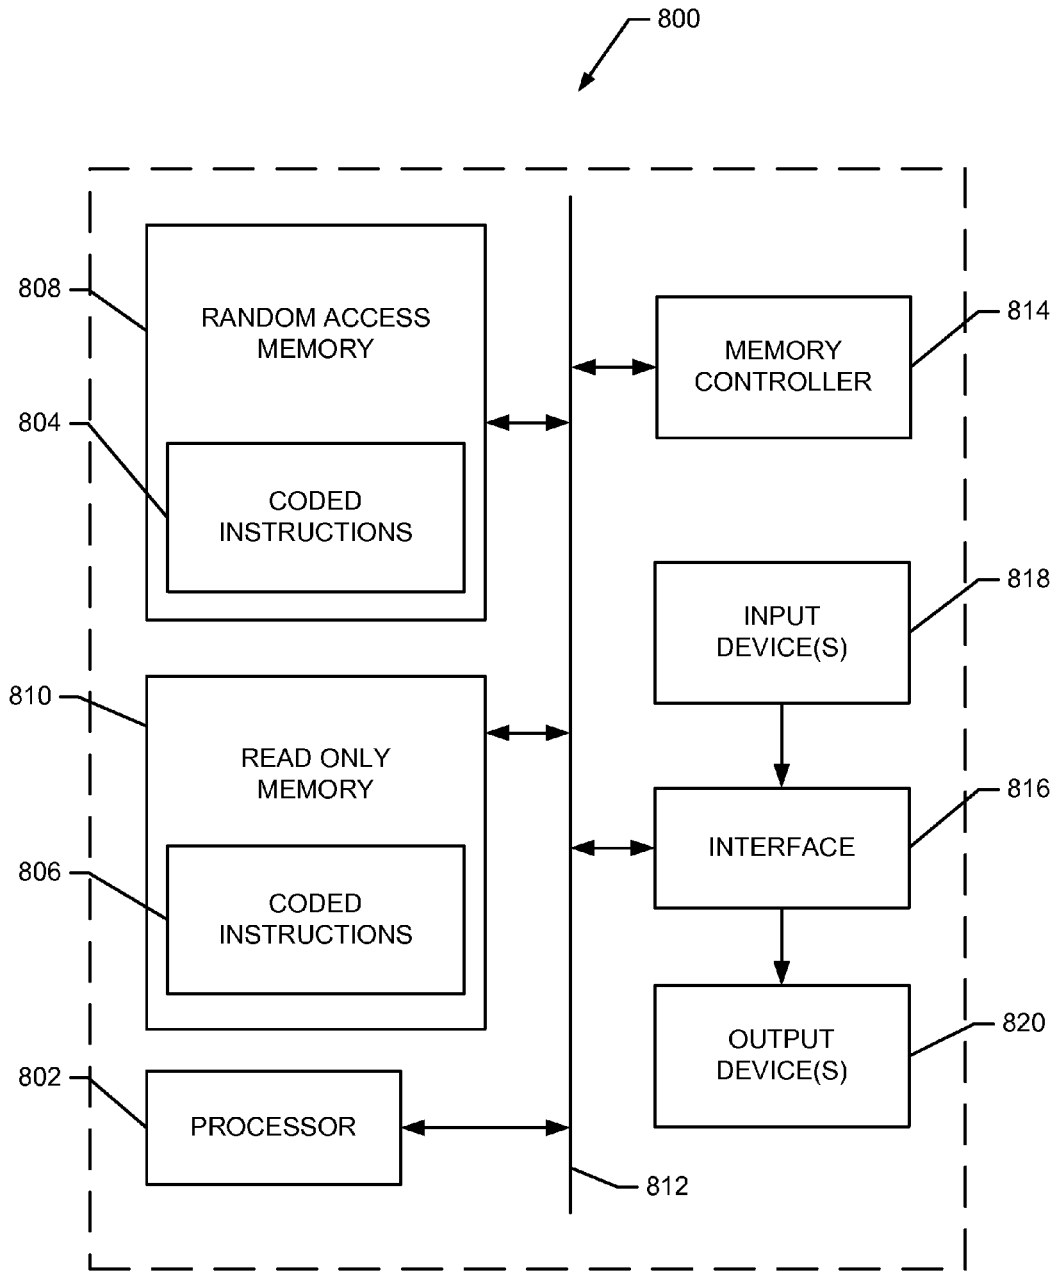 800
808
RANDOM ACCESS
MEMORY
804
CODED
INSTRUCTIONS
814
MEMORY
CONTROLLER
818
INPUT
DEVICE(S)
810
READ ONLY
MEMORY
806
CODED
INSTRUCTIONS
816
INTERFACE
820
OUTPUT
DEVICE(S)
802
PROCESSOR
812